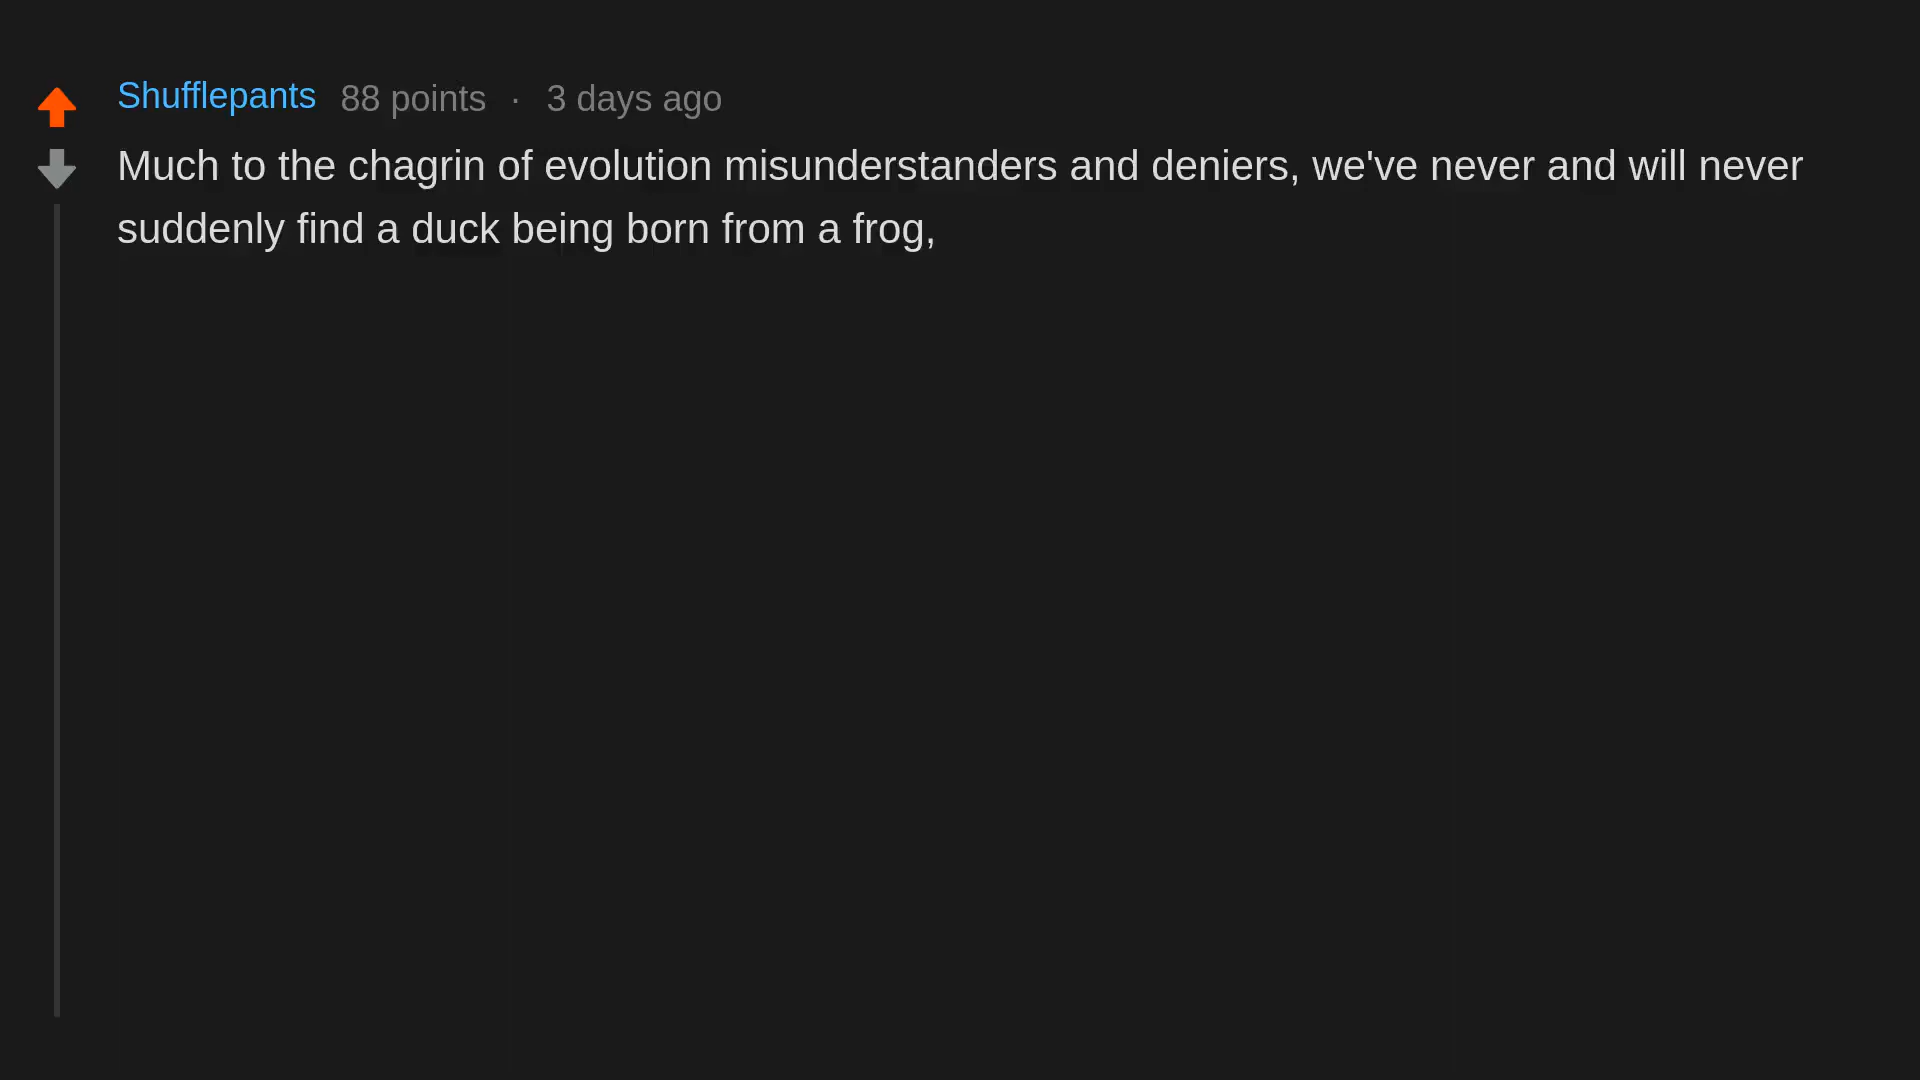 Shufflepants 88 points · 3 days ago
Much to the chagrin of evolution misunderstanders and deniers, we've never and will never
suddenly find a duck being born from a frog,